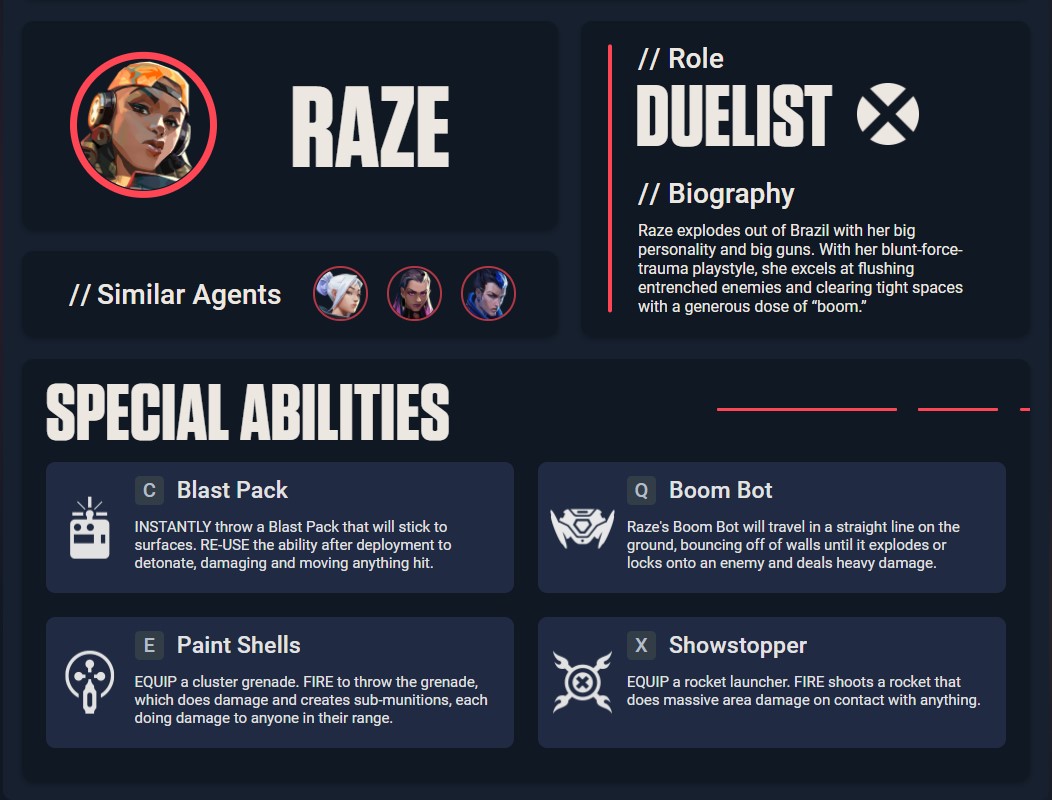 RAZE
// Similar Agents
// Role
DUELIST
// Biography
Raze explodes out of Brazil with her big
personality and big guns. With her blunt-force-
trauma playstyle, she excels at flushing
entrenched enemies and clearing tight spaces
with a generous dose of “boom.”
SPECIAL ABILITIES
C Blast Pack
INSTANTLY throw a Blast Pack that will stick to
surfaces. RE-USE the ability after deployment to
detonate, damaging and moving anything hit.
Q Boom Bot
Raze's Boom Bot will travel in a straight line on the
ground, bouncing off of walls until it explodes or
locks onto an enemy and deals heavy damage.
E Paint Shells
EQUIP a cluster grenade. FIRE to throw the grenade,
which does damage and creates sub-munitions, each
doing damage to anyone in their range.
X Showstopper
EQUIP a rocket launcher. FIRE shoots a rocket that
does massive area damage on contact with anything.